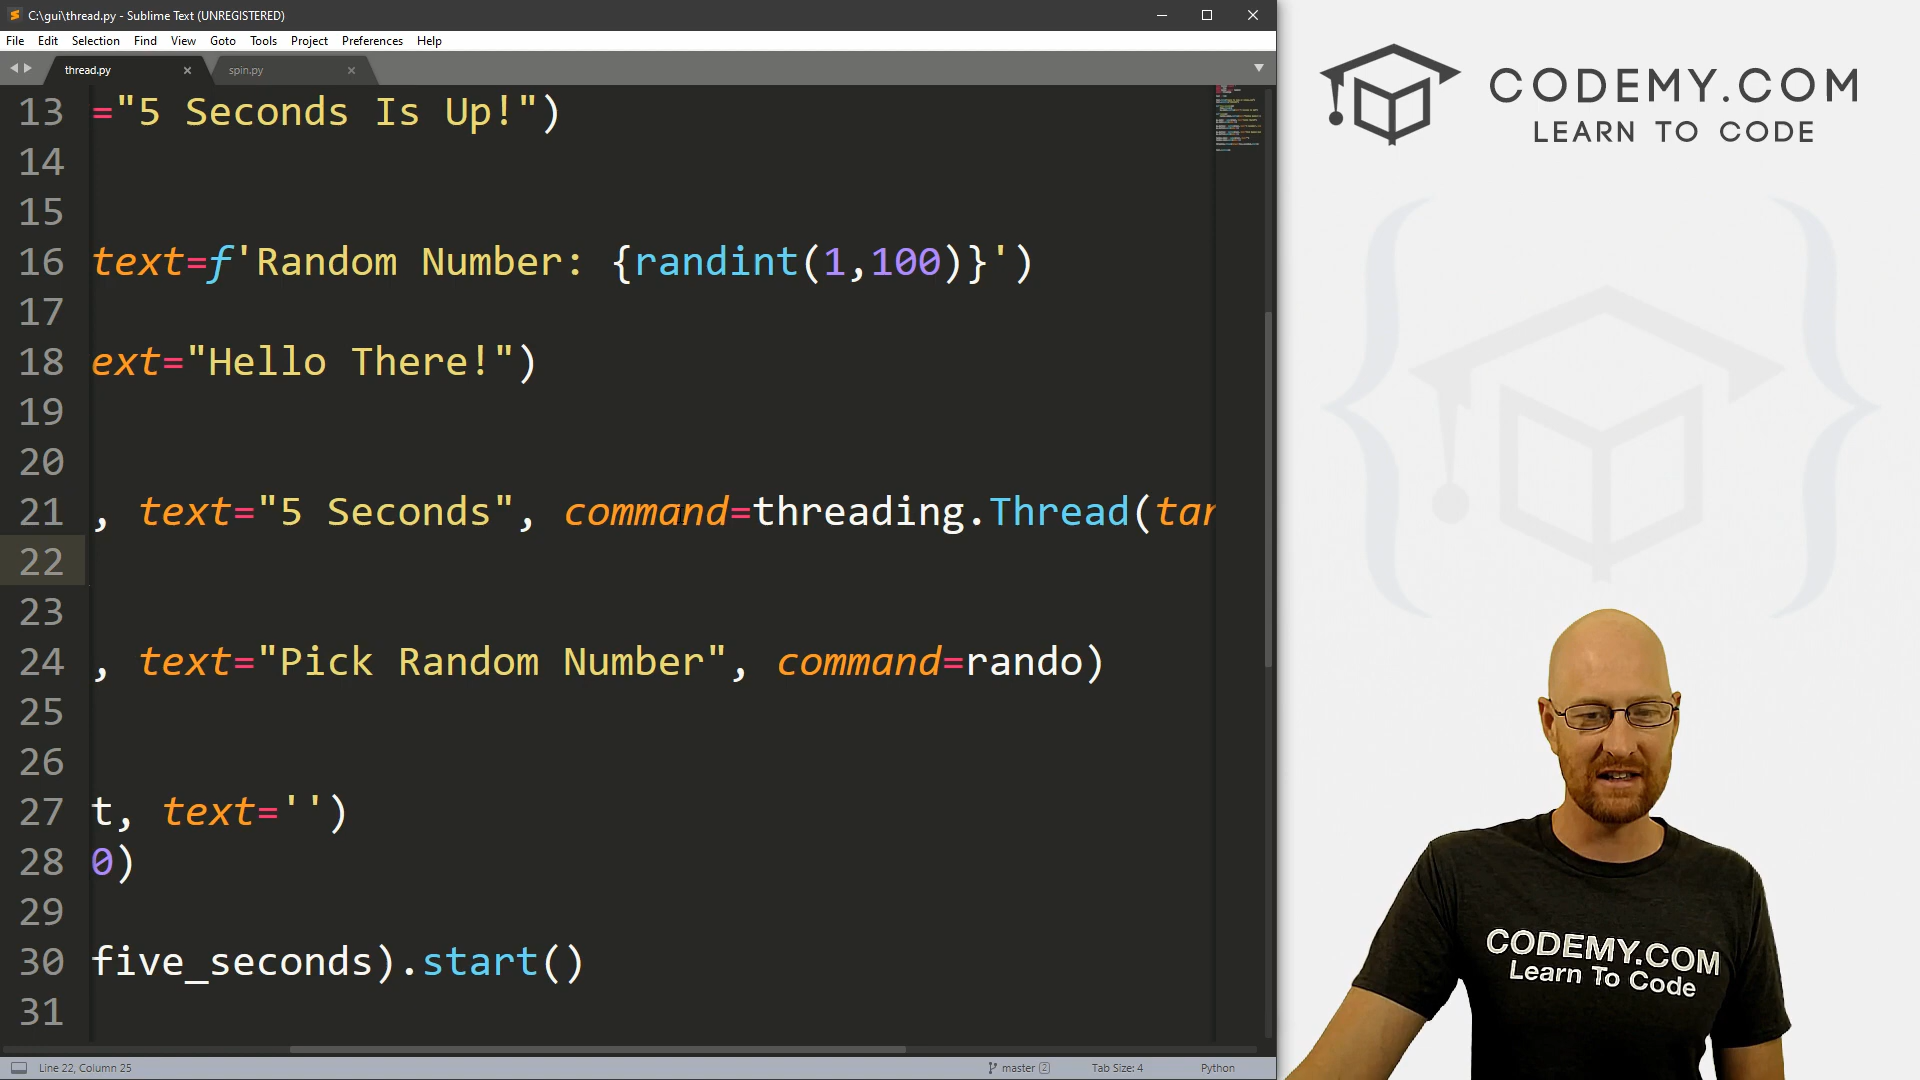 C:\gui\thread.py - Sublime Text (UNREGISTERED)
File Edit Selection Find View Goto Tools Project Preferences Help
thread.py
spin.py
13 ="5 Seconds Is Up!")
14
15
16 text=f'Random Number: {randint(1,100)}')
17
18 ext="Hello There!")
19
20
21 , text="5 Seconds", command=threading.Thread(tar
22
23
24 , text="Pick Random Number", command=rando)
25
26
27 t, text='')
28 0)
29
30 five_seconds).start()
31
Line 22, Column 25
master 2
Tab Size: 4
Python
CODEMY.COM
LEARN TO CODE
CODEMY.COM
Learn To Code